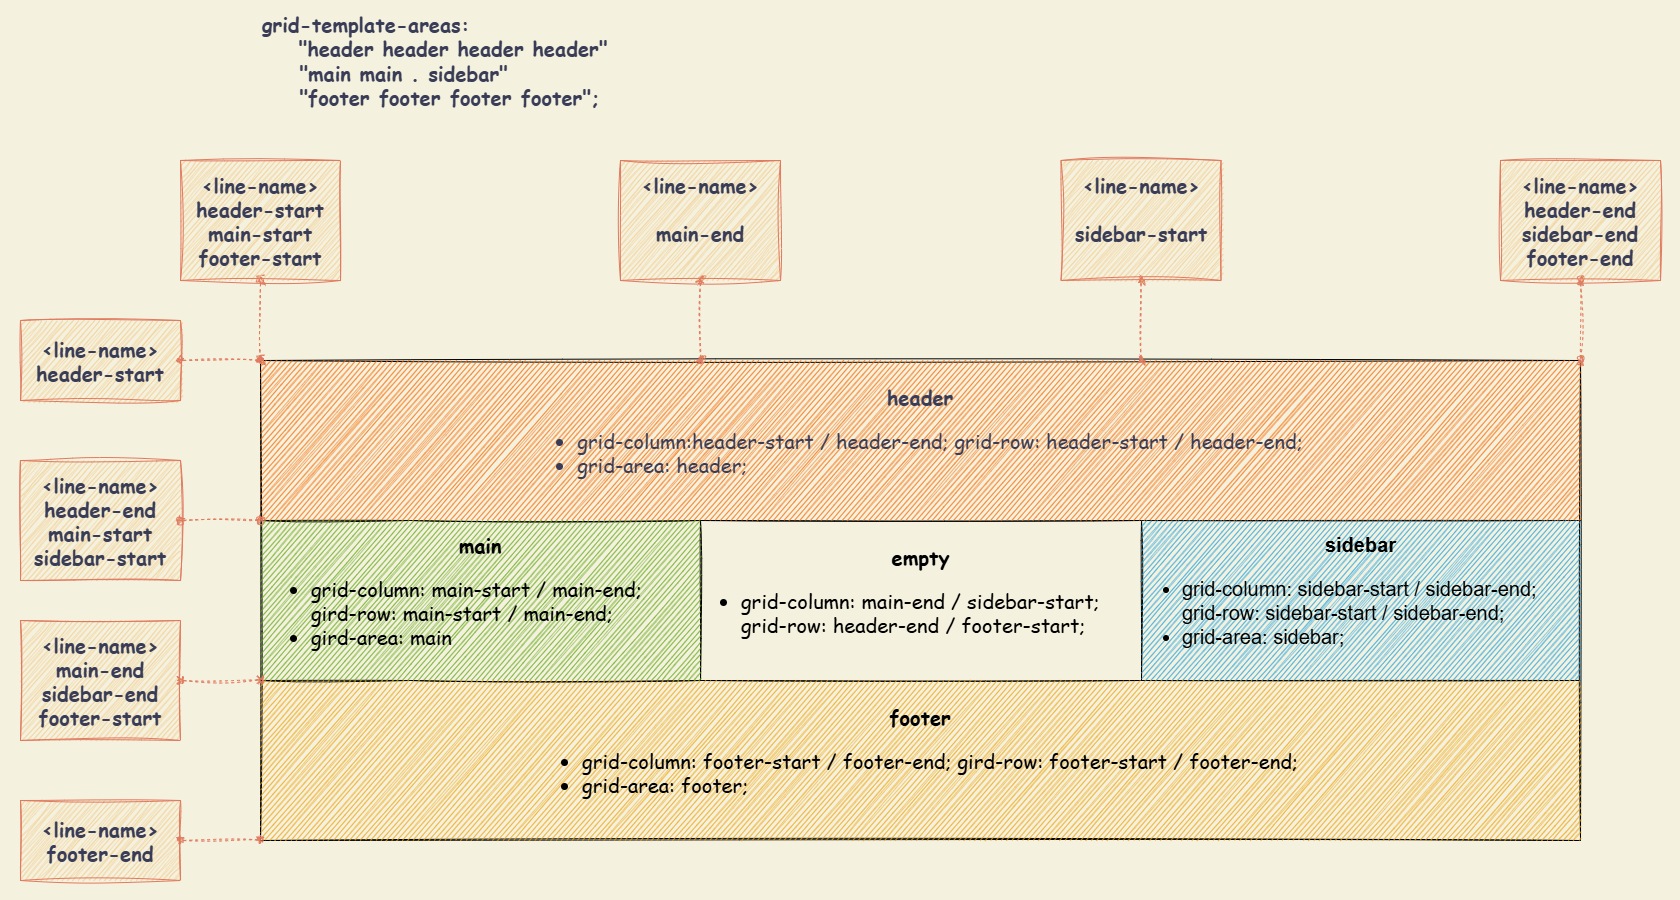 grid-template-areas:
"header header header header"
"main main . sidebar"
"footer footer footer footer";
<line-name>
header-start
main-start
footer-start
<line-name>
main-end
<line-name>
sidebar-start
<line-name>
header-end
sidebar-end
footer-end
<line-name>
header-start
header
• grid-column:header-start / header-end; grid-row: header-start / header-end;
• grid-area: header;
<line-name>
header-end
main-start
sidebar-start
main
• grid-column: main-start / main-end;
gird-row: main-start / main-end;
• gird-area: main
empty
• grid-column: main-end / sidebar-start;
grid-row: header-end / footer-start;
sidebar
• grid-column: sidebar-start / sidebar-end;
grid-row: sidebar-start / sidebar-end;
• grid-area: sidebar;
<line-name>
main-end
sidebar-end
footer-start
footer
• grid-column: footer-start / footer-end; gird-row: footer-start / footer-end;
• grid-area: footer;
<line-name>
footer-end